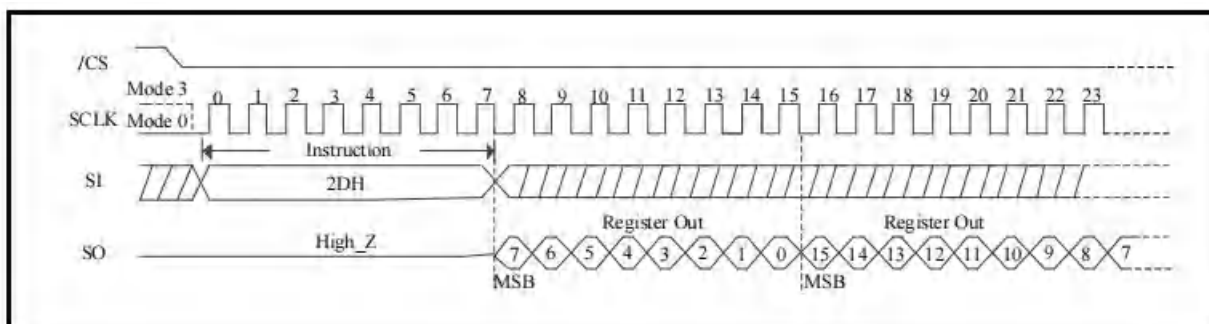 /CS
Mode 3
SCLK Mode 0
0 1 2 3 4 5 6 7 8 9 10 11 12 13 14 15 16 17 18 19 20 21 22 23
Instruction
SI 2DH
Register Out Register Out
SO High_Z 7 6 5 4 3 2 1 0 15 14 13 12 11 10 9 8 7
MSB MSB